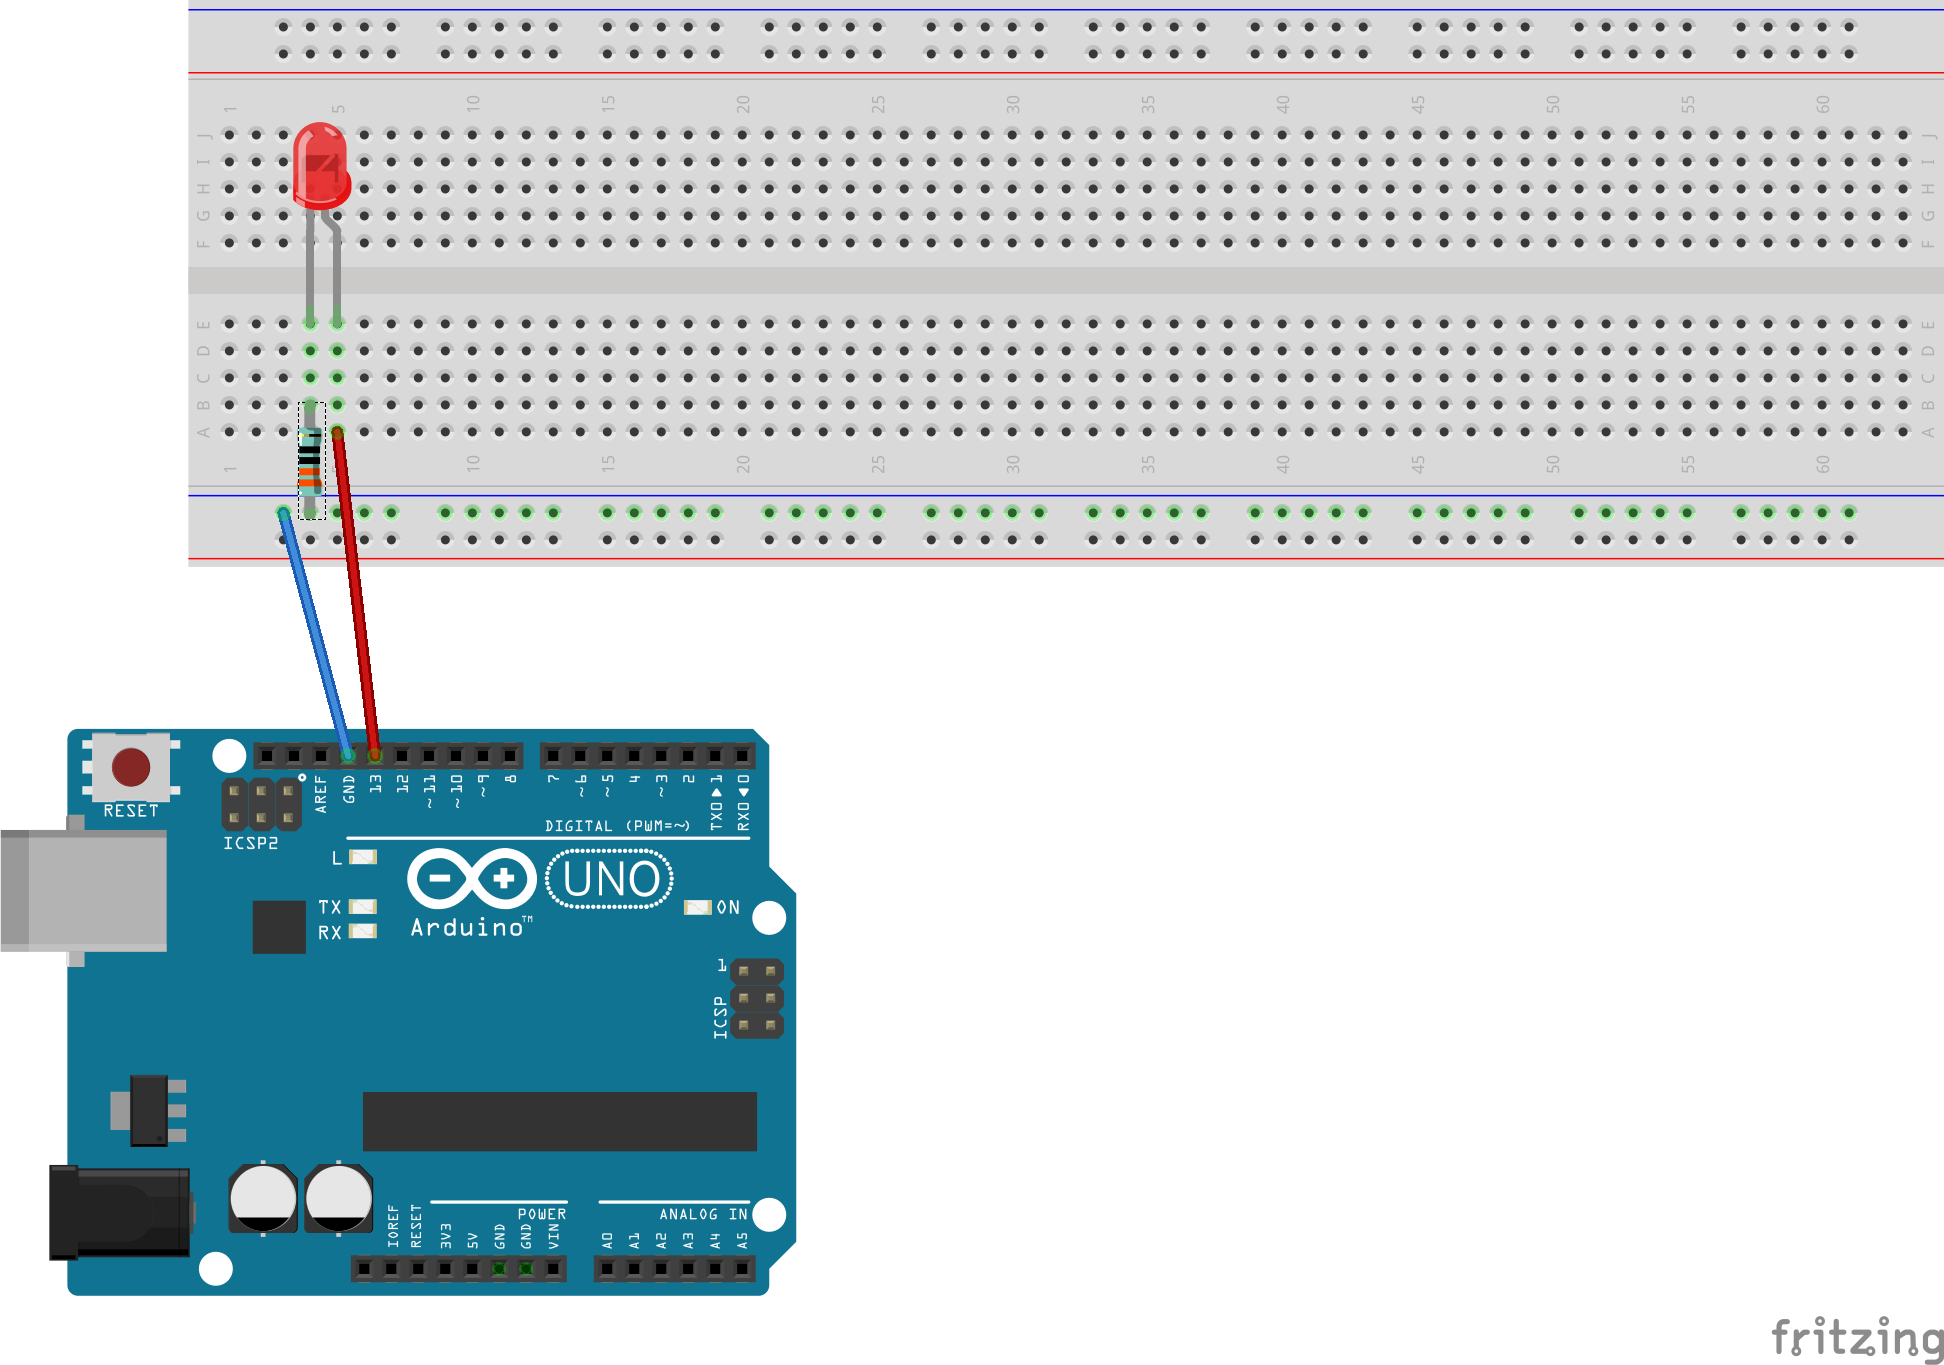 1 5 10 15 20 25 30 35 40 45 50 55 60
J J
I I
H H
G G
F F
E E
D D
C C
B B
A A
1 10 15 20 25 30 35 40 45 50 55 60
RESET
AREF GND 13 12 ~11 ~10 ~9 8 7 ~6 ~5 4 ~3 2 TX0▶1 RX0◀0
ICSP2
DIGITAL (PWM=~)
L
TX
RX
UNO
Arduino™
ON
1
ICSP
POWER
ANALOG IN
IOREF RESET 3V3 5V GND GND VIN A0 A1 A2 A3 A4 A5
fritzing